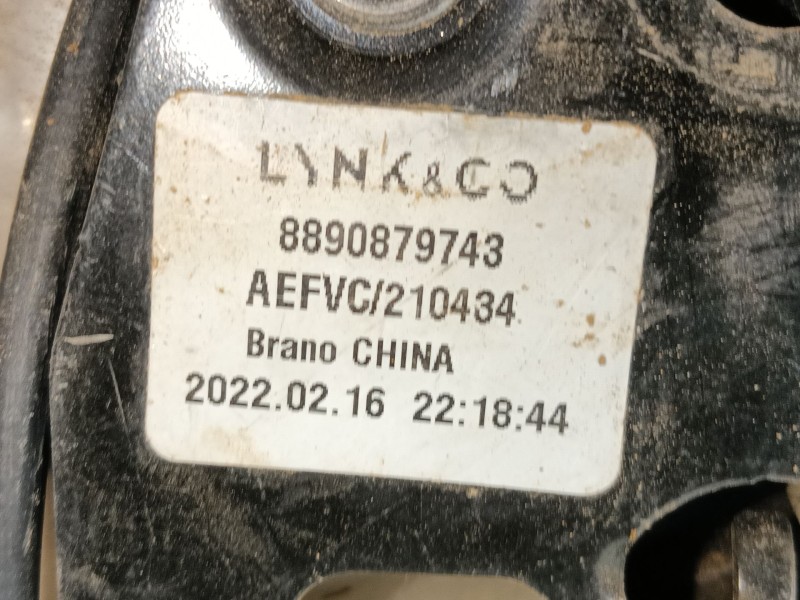 LYNK & CO
8890879743
AEFVC/210434
Brano CHINA
2022.02.16 22:18:44